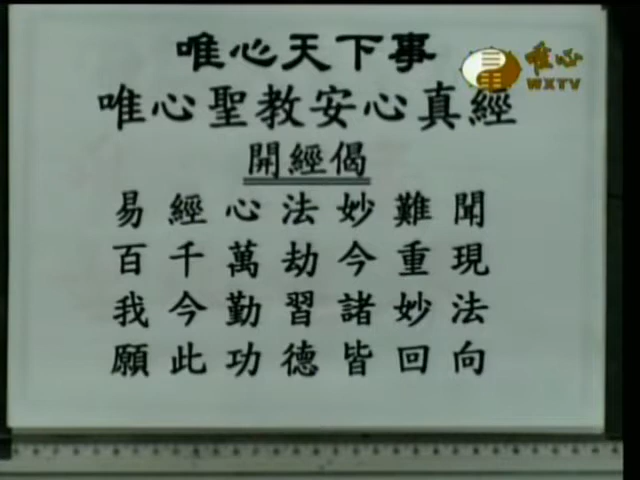 唯心天下事
唯心
WXTV
唯心聖教安心真經
開經偈
易經心法妙難聞
百千萬劫今重現
我今勤習諸妙法
願此功德皆回向